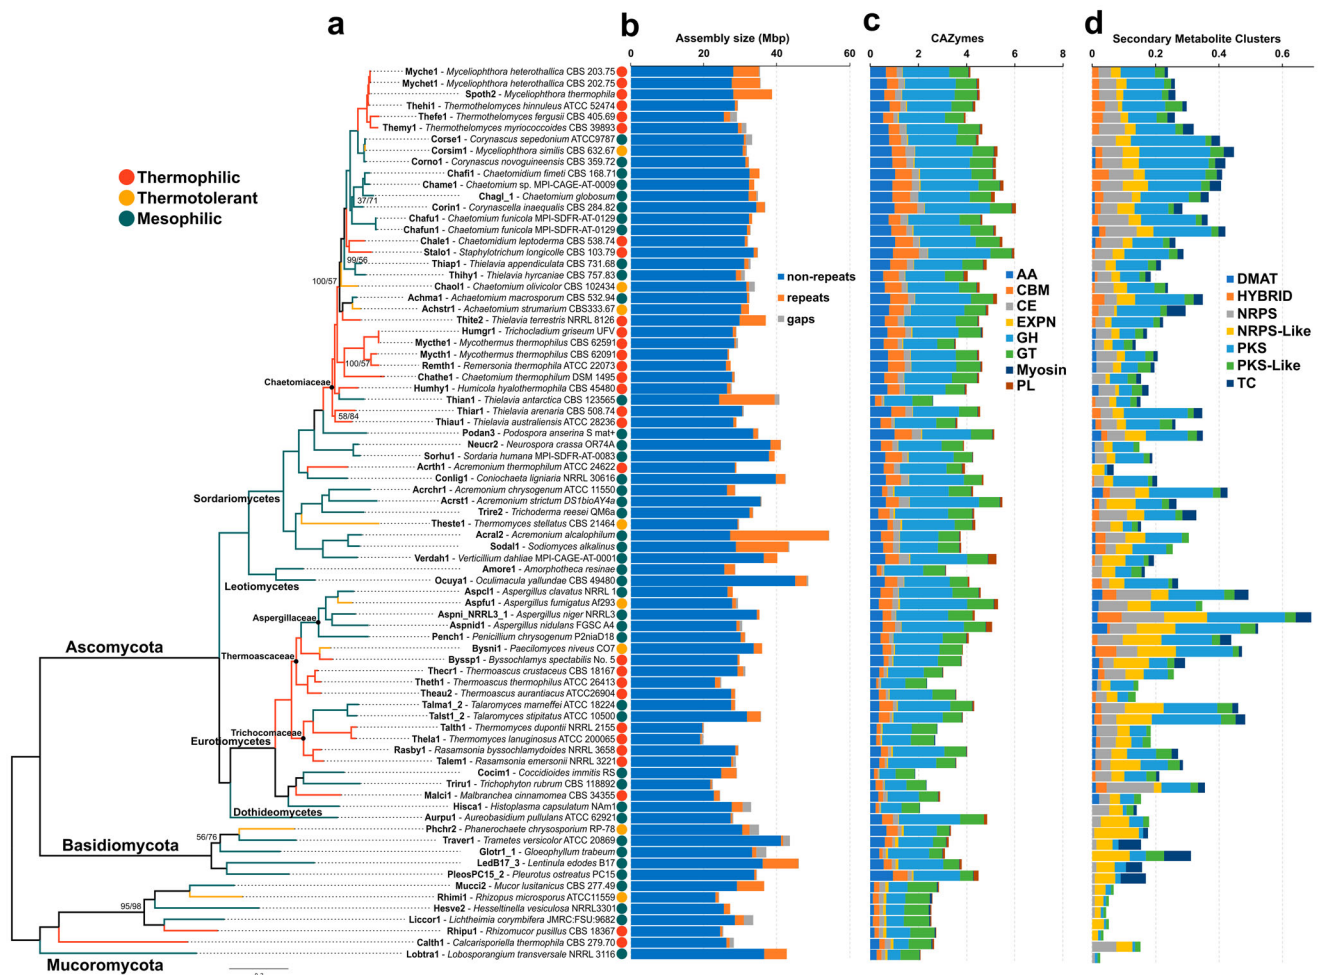 a
b
c
d
Assembly size (Mbp)
CAZymes
Secondary Metabolite Clusters
0 20 40 60
0 2 4 6 8
0 0.2 0.4 0.6
Thermophilic
Thermotolerant
Mesophilic
Myche1 - Myceliophthora heterothallica CBS 203.75
Mychet1 - Myceliophthora heterothallica CBS 202.75
Spoth2 - Myceliophthora thermophila
Thehi1 - Thermothelomyces hinnuleus ATCC 52474
Thefe1 - Thermothelomyces fergusii CBS 405.69
Themy1 - Thermothelomyces myriococcoides CBS 39893
Corse1 - Corynascus sepedonium ATCC9787
Corsim1 - Myceliophthora similis CBS 632.67
Corno1 - Corynascus novoguineensis CBS 359.72
Chafi1 - Chaetomidium fimeti CBS 168.71
Chame1 - Chaetomium sp. MPI-CAGE-AT-0009
Chagl_1 - Chaetomium globosum
Corin1 - Corynascella inaequalis CBS 284.82
Chafu1 - Chaetomium funicola MPI-SDFR-AT-0129
Chafun1 - Chaetomium funicola MPI-SDFR-AT-0129
Chale1 - Chaetomidium leptoderma CBS 538.74
Stalo1 - Staphylotrichum longicolle CBS 103.79
Thiap1 - Thielavia appendiculata CBS 731.68
Thihy1 - Thielavia hyrcaniae CBS 757.83
Chaol1 - Chaetomium olivicolor CBS 102434
Achma1 - Achaetomium macrosporum CBS 532.94
Achstr1 - Achaetomium strumarium CBS333.67
Thite2 - Thielavia terrestris NRRL 8126
Humgr1 - Trichocladium griseum UFV
Mycthe1 - Mycothermus thermophilus CBS 62591
Mycth1 - Mycothermus thermophilus CBS 62091
Remth1 - Remersonia thermophila ATCC 22073
Chathe1 - Chaetomium thermophilum DSM 1495
Humhy1 - Humicola hyalothermophila CBS 45480
Thian1 - Thielavia antarctica CBS 123565
Thiar1 - Thielavia arenaria CBS 508.74
Thiau1 - Thielavia australiensis ATCC 28236
Podan3 - Podospora anserina S mat+
Neucr2 - Neurospora crassa OR74A
Sorhu1 - Sordaria humana MPI-SDFR-AT-0083
Acrth1 - Acremonium thermophilum ATCC 24622
Conlig1 - Coniochaeta ligniaria NRRL 30616
Acrchr1 - Acremonium chrysogenum ATCC 11550
Acrst1 - Acremonium strictum DS1bioAY4a
Trire2 - Trichoderma reesei QM6a
Theste1 - Thermomyces stellatus CBS 21464
Acral2 - Acremonium alcalophilum
Sodal1 - Sodiomyces alkalinus
Verdah1 - Verticillium dahliae MPI-CAGE-AT-0001
Amore1 - Amorphotheca resinae
Ocuya1 - Oculimacula yallundae CBS 49480
Aspcl1 - Aspergillus clavatus NRRL 1
Aspfu1 - Aspergillus fumigatus Af293
Aspni_NRRL3_1 - Aspergillus niger NRRL3
Aspnid1 - Aspergillus nidulans FGSC A4
Pench1 - Penicillium chrysogenum P2niaD18
Bysni1 - Paecilomyces niveus CO7
Byssp1 - Byssochlamys spectabilis No. 5
Thecr1 - Thermoascus crustaceus CBS 18167
Theth1 - Thermoascus thermophilus ATCC 26413
Theau2 - Thermoascus aurantiacus ATCC26904
Talma1_2 - Talaromyces marneffei ATCC 18224
Talst1_2 - Talaromyces stipitatus ATCC 10500
Talth1 - Thermomyces dupontii NRRL 2155
Thela1 - Thermomyces lanuginosus ATCC 200065
Rasby1 - Rasamsonia byssochlamydoides NRRL 3658
Talem1 - Rasamsonia emersonii NRRL 3221
Cocim1 - Coccidioides immitis RS
Triru1 - Trichophyton rubrum CBS 118892
Malci1 - Malbranchea cinnamomea CBS 34355
Hisca1 - Histoplasma capsulatum NAm1
Aurpu1 - Aureobasidium pullulans ATCC 62921
Phchr2 - Phanerochaete chrysosporium RP-78
Traver1 - Trametes versicolor ATCC 20869
Glotr1_1 - Gloeophyllum trabeum
LedB17_3 - Lentinula edodes B17
PleosPC15_2 - Pleurotus ostreatus PC15
Mucci2 - Mucor lusitanicus CBS 277.49
Rhimi1 - Rhizopus microsporus ATCC11559
Hesve2 - Hesseltinella vesiculosa NRRL3301
Liccor1 - Lichtheimia corymbifera JMRC:FSU:9682
Rhipu1 - Rhizomucor pusillus CBS 18367
Calth1 - Calcarisporiella thermophila CBS 279.70
Lobtra1 - Lobosporangium transversale NRRL 3116
37/71
99/56
100/57
100/57
Chaetomiaceae
58/84
Sordariomycetes
Leotiomycetes
Aspergillaceae
Ascomycota
Thermoascaceae
Trichocomaceae
Eurotiomycetes
Dothideomycetes
56/76
Basidiomycota
95/98
Mucoromycota
non-repeats
repeats
gaps
AA
CBM
CE
EXPN
GH
GT
Myosin
PL
DMAT
HYBRID
NRPS
NRPS-Like
PKS
PKS-Like
TC